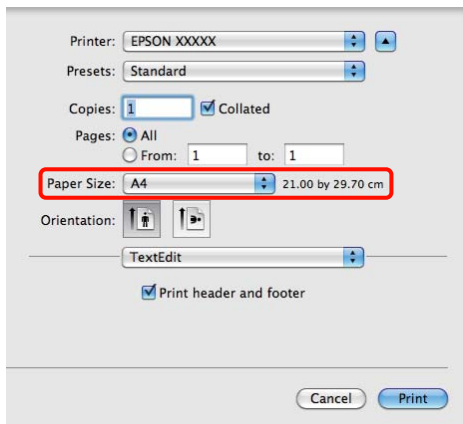 Printer: EPSON XXXXX
Presets: Standard
Copies: 1 Collated
Pages: All
From: 1 to: 1
Paper Size: A4 21.00 by 29.70 cm
Orientation:
TextEdit
Print header and footer
Cancel Print